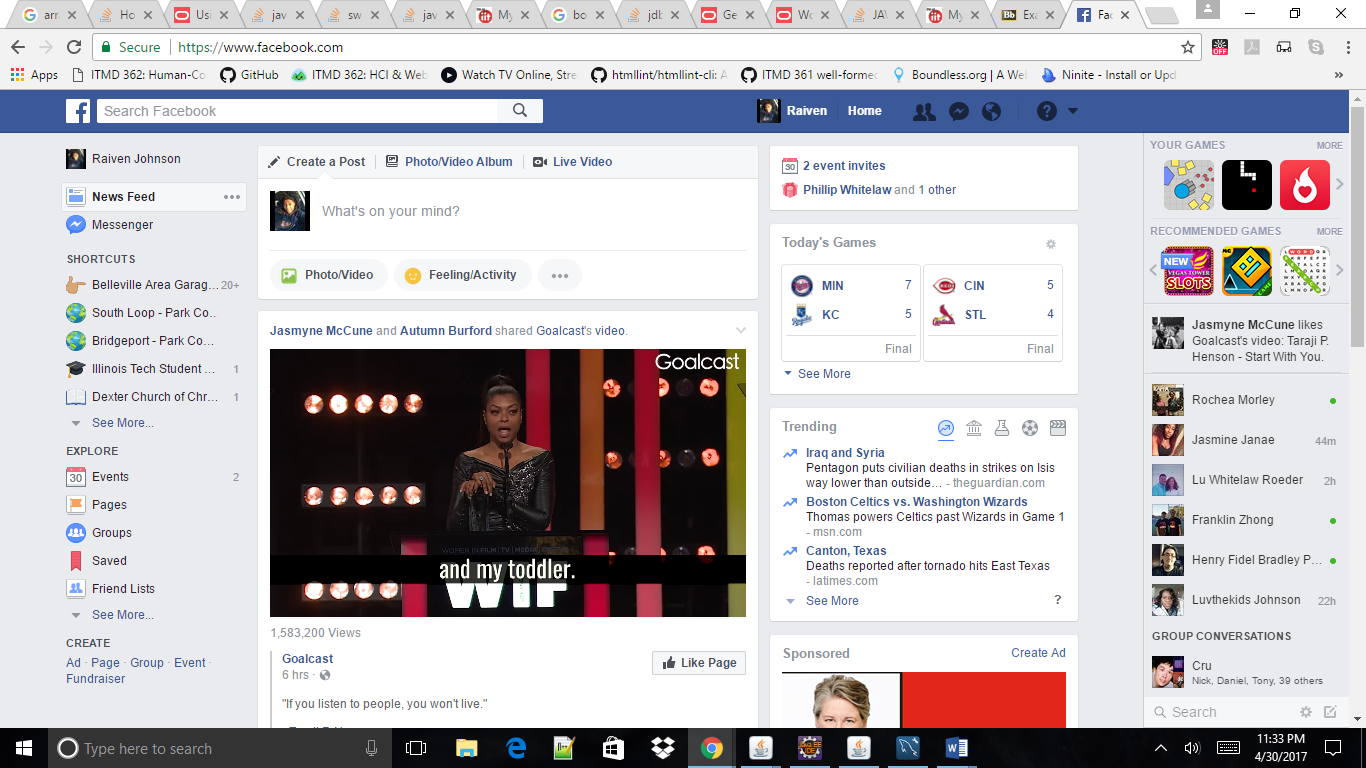 arr
Ho
Usi
jav
sw
jav
My
bo
jdb
Ge
Wo
JAV
My
Exa
Fac
Secure
https://www.facebook.com
OFF
Apps
ITMD 362: Human-Co
GitHub
ITMD 362: HCI & Web
Watch TV Online, Stre
htmllint/htmllint-cli: A
ITMD 361 well-formed
Boundless.org | A We
Ninite - Install or Upd
Search Facebook
Raiven
Home
Raiven Johnson
News Feed
Messenger
SHORTCUTS
Belleville Area Garag... 20+
South Loop - Park Co...
Bridgeport - Park Co...
Illinois Tech Student ... 1
Dexter Church of Chr... 1
See More...
EXPLORE
30 Events 2
Pages
Groups
Saved
Friend Lists
See More...
CREATE
Ad · Page · Group · Event ·
Fundraiser
Create a Post
Photo/Video Album
Live Video
What's on your mind?
Photo/Video
Feeling/Activity
Jasmyne McCune and Autumn Burford shared Goalcast's video.
Goalcast
WOMEN IN FILM | TV | MEDIA
and my toddler.
WIF
1,583,200 Views
Goalcast
6 hrs ·
Like Page
"If you listen to people, you won't live."
30 2 event invites
Phillip Whitelaw and 1 other
Today's Games
MIN 7
KC 5
Final
CIN 5
STL 4
Final
See More
Trending
Iraq and Syria
Pentagon puts civilian deaths in strikes on Isis
way lower than outside... - theguardian.com
Boston Celtics vs. Washington Wizards
Thomas powers Celtics past Wizards in Game 1
- msn.com
Canton, Texas
Deaths reported after tornado hits East Texas
- latimes.com
See More ?
Sponsored
Create Ad
YOUR GAMES MORE
RECOMMENDED GAMES MORE
NEW
VEGAS TOWER
SLOTS
GAME
WORD
Jasmyne McCune likes
Goalcast's video: Taraji P.
Henson - Start With You.
Rochea Morley
Jasmine Janae 44m
Lu Whitelaw Roeder 2h
Franklin Zhong
Henry Fidel Bradley P...
Luvthekids Johnson 22h
GROUP CONVERSATIONS
Cru
Nick, Daniel, Tony, 39 others
Search
Type here to search
11:33 PM
4/30/2017